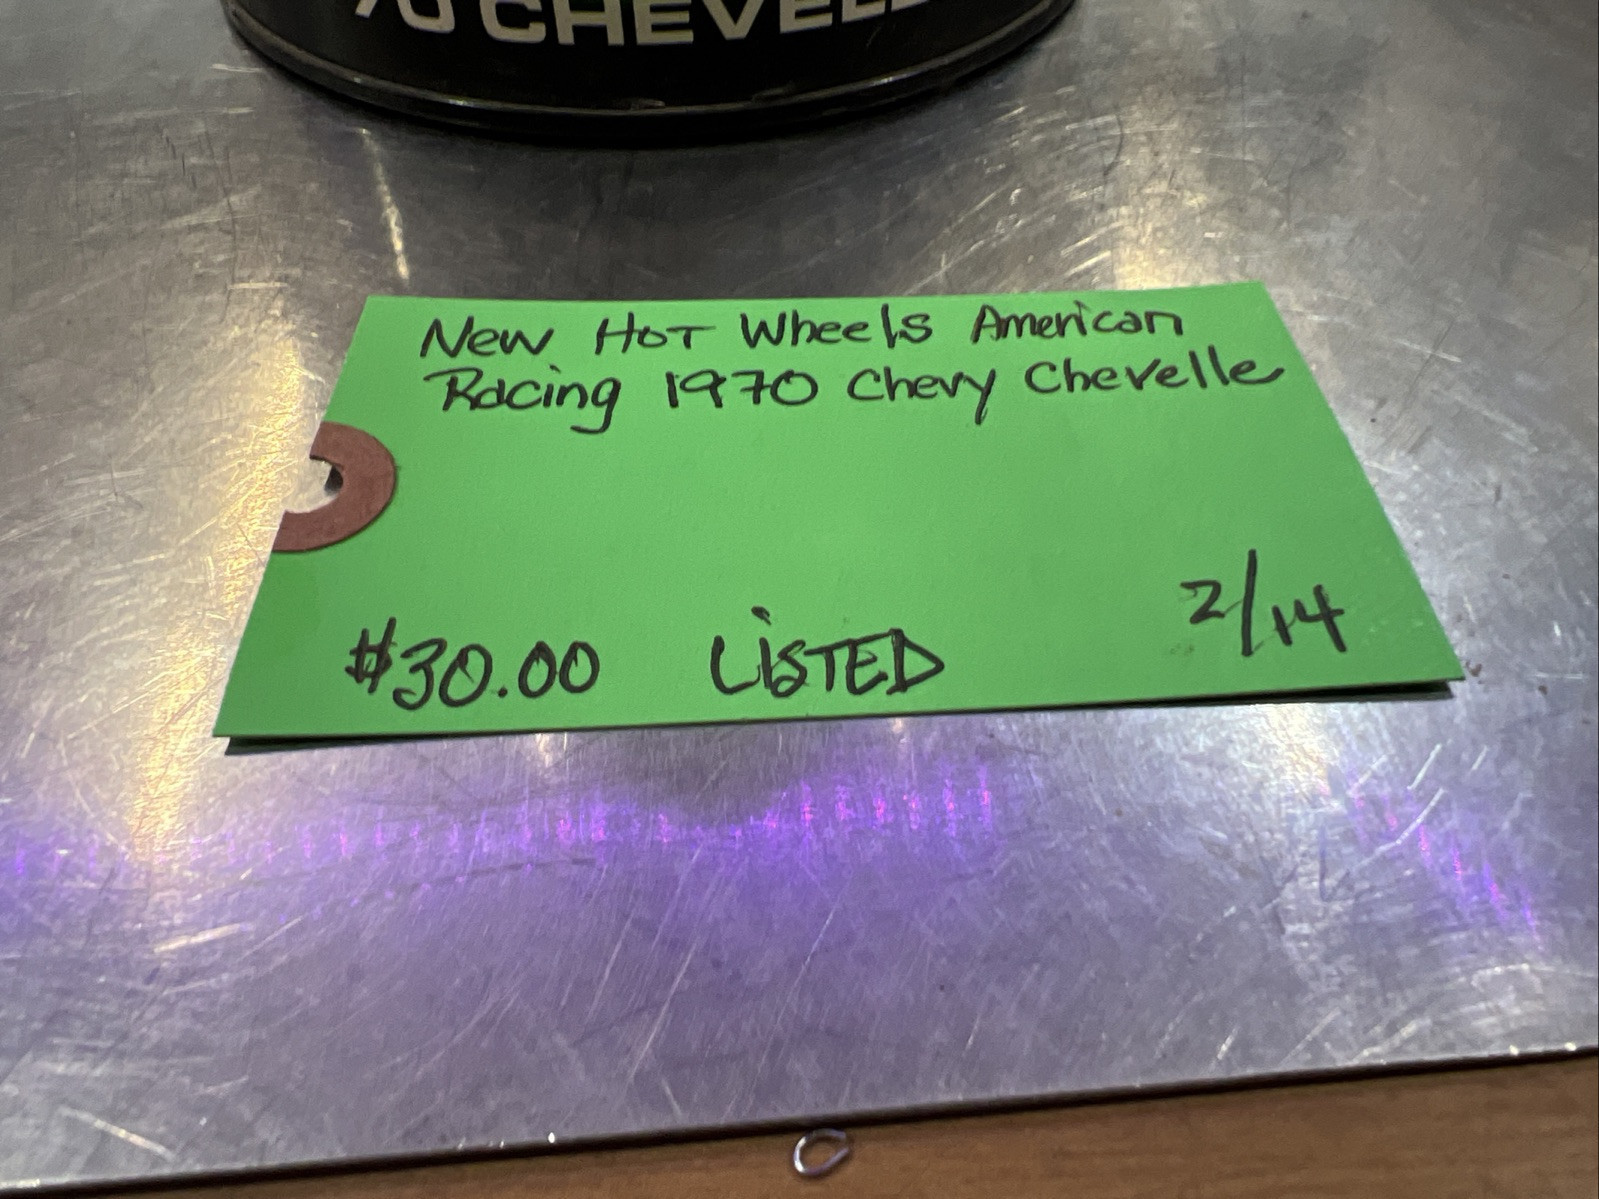 70 CHEVELLE
New Hot Wheels American
Racing 1970 Chevy Chevelle
$30.00 LiSTED 2/14